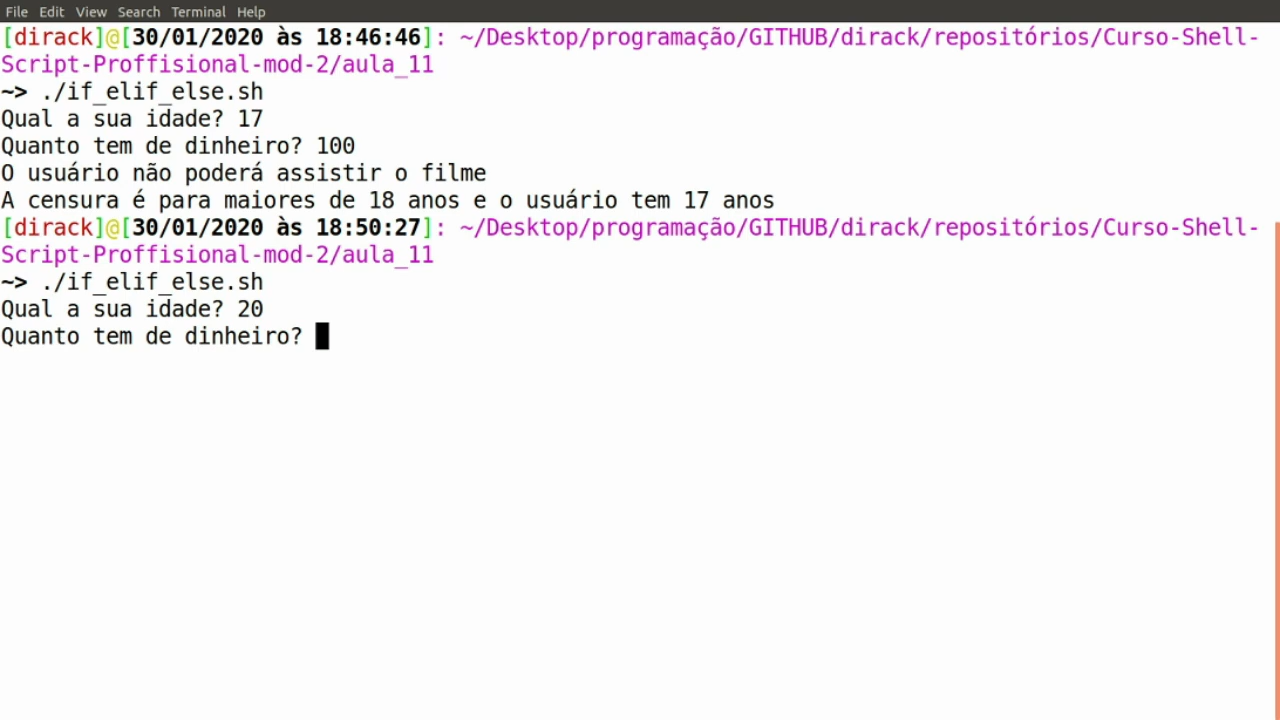 File Edit View Search Terminal Help
[dirack]@[30/01/2020 às 18:46:46]: ~/Desktop/programação/GITHUB/dirack/repositórios/Curso-Shell-
Script-Proffisional-mod-2/aula_11
~> ./if_elif_else.sh
Qual a sua idade? 17
Quanto tem de dinheiro? 100
O usuário não poderá assistir o filme
A censura é para maiores de 18 anos e o usuário tem 17 anos
[dirack]@[30/01/2020 às 18:50:27]: ~/Desktop/programação/GITHUB/dirack/repositórios/Curso-Shell-
Script-Proffisional-mod-2/aula_11
~> ./if_elif_else.sh
Qual a sua idade? 20
Quanto tem de dinheiro?